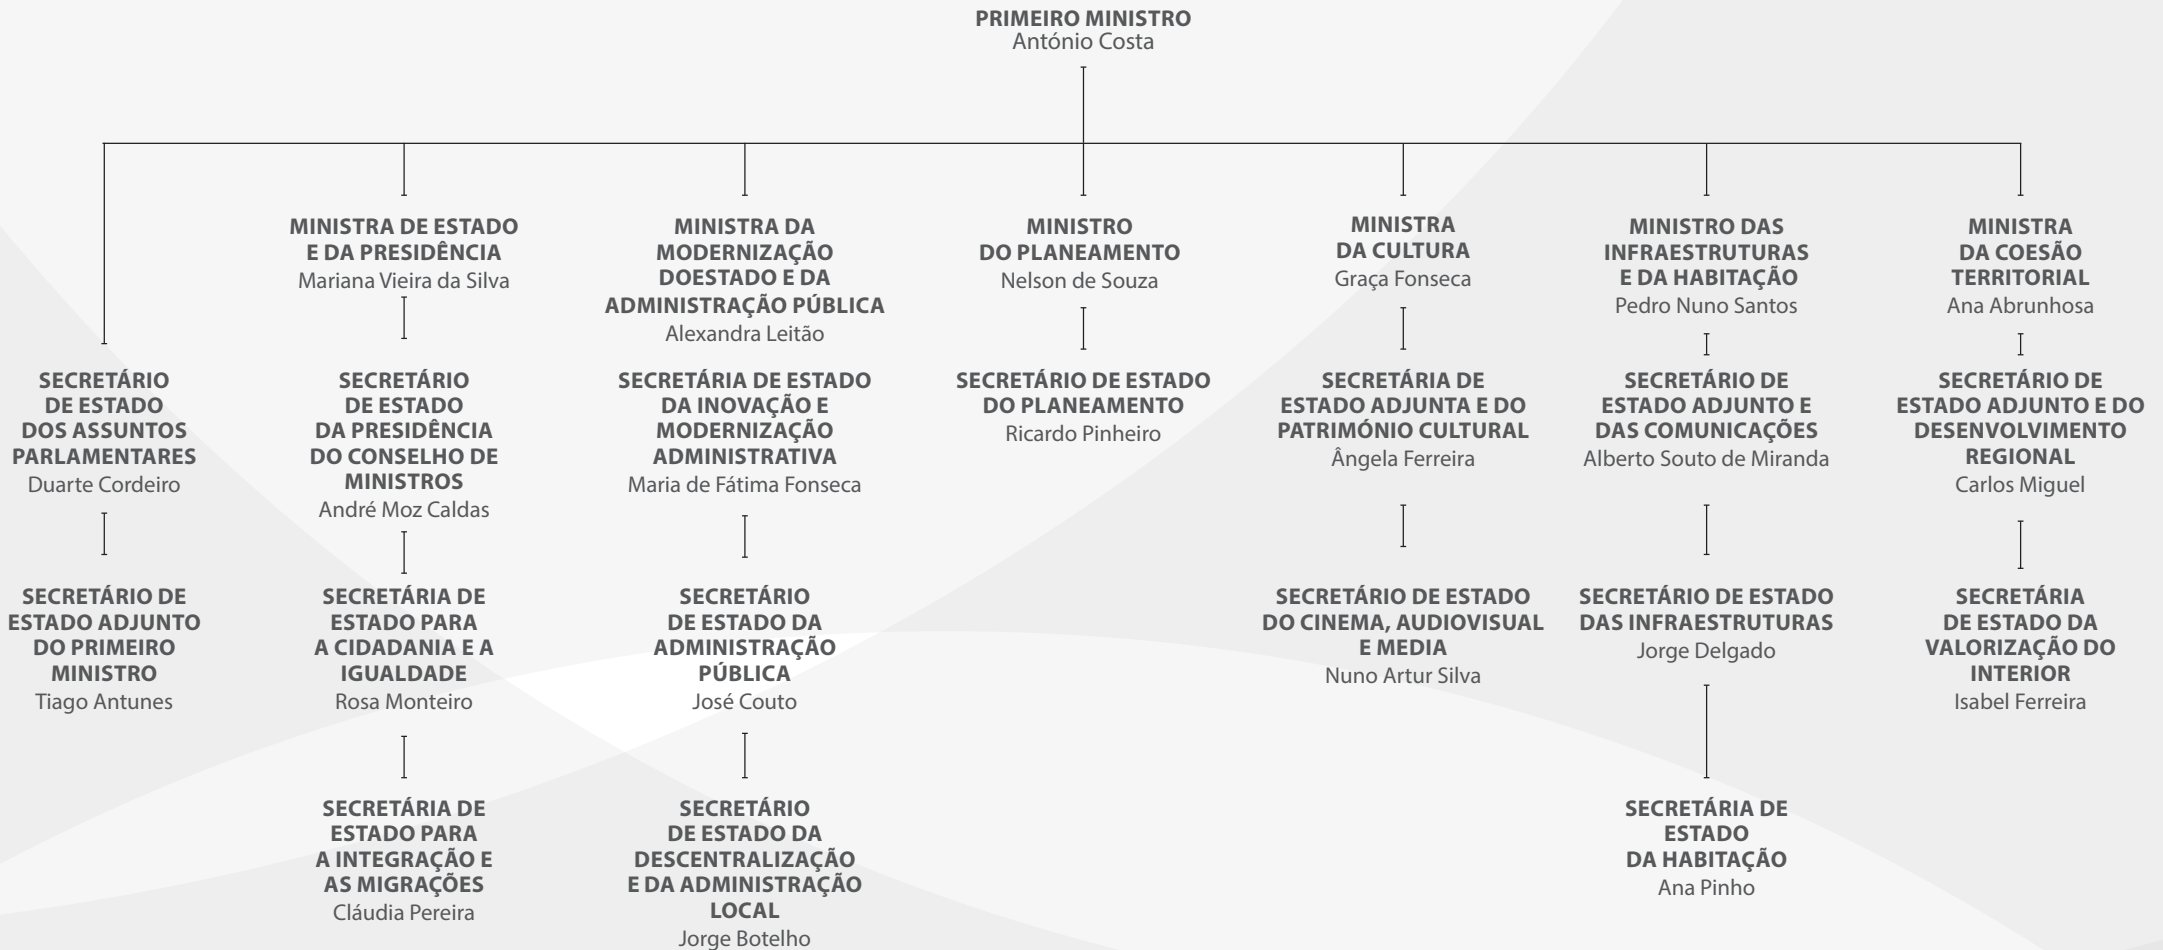 PRIMEIRO MINISTRO
António Costa
SECRETÁRIO
DE ESTADO
DOS ASSUNTOS
PARLAMENTARES
Duarte Cordeiro
SECRETÁRIO DE
ESTADO ADJUNTO
DO PRIMEIRO
MINISTRO
Tiago Antunes
MINISTRA DE ESTADO
E DA PRESIDÊNCIA
Mariana Vieira da Silva
SECRETÁRIO
DE ESTADO
DA PRESIDÊNCIA
DO CONSELHO DE
MINISTROS
André Moz Caldas
SECRETÁRIA DE
ESTADO PARA
A CIDADANIA E A
IGUALDADE
Rosa Monteiro
SECRETÁRIA DE
ESTADO PARA
A INTEGRAÇÃO E
AS MIGRAÇÕES
Cláudia Pereira
MINISTRA DA
MODERNIZAÇÃO
DOESTADO E DA
ADMINISTRAÇÃO PÚBLICA
Alexandra Leitão
SECRETÁRIA DE ESTADO
DA INOVAÇÃO E
MODERNIZAÇÃO
ADMINISTRATIVA
Maria de Fátima Fonseca
SECRETÁRIO
DE ESTADO DA
ADMINISTRAÇÃO
PÚBLICA
José Couto
SECRETÁRIO
DE ESTADO DA
DESCENTRALIZAÇÃO
E DA ADMINISTRAÇÃO
LOCAL
Jorge Botelho
MINISTRO
DO PLANEAMENTO
Nelson de Souza
SECRETÁRIO DE ESTADO
DO PLANEAMENTO
Ricardo Pinheiro
MINISTRA
DA CULTURA
Graça Fonseca
SECRETÁRIA DE
ESTADO ADJUNTA E DO
PATRIMÓNIO CULTURAL
Ângela Ferreira
SECRETÁRIO DE ESTADO
DO CINEMA, AUDIOVISUAL
E MEDIA
Nuno Artur Silva
MINISTRO DAS
INFRAESTRUTURAS
E DA HABITAÇÃO
Pedro Nuno Santos
SECRETÁRIO DE
ESTADO ADJUNTO E
DAS COMUNICAÇÕES
Alberto Souto de Miranda
SECRETÁRIO DE ESTADO
DAS INFRAESTRUTURAS
Jorge Delgado
SECRETÁRIA DE
ESTADO
DA HABITAÇÃO
Ana Pinho
MINISTRA
DA COESÃO
TERRITORIAL
Ana Abrunhosa
SECRETÁRIO DE
ESTADO ADJUNTO E DO
DESENVOLVIMENTO
REGIONAL
Carlos Miguel
SECRETÁRIA
DE ESTADO DA
VALORIZAÇÃO DO
INTERIOR
Isabel Ferreira